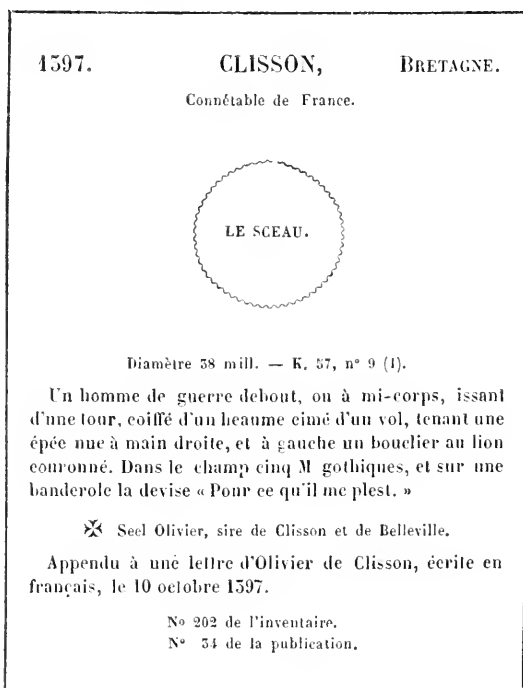 1397. CLISSON, BRETAGNE.
Connétable de France.
LE SCEAU.
Diamètre 38 mill. — K. 57, n° 9 (1).
Un homme de guerre debout, ou à mi-corps, issant
d'une tour, coiffé d'un heaume cimé d'un vol, tenant une
épée nue à main droite, et à gauche un bouclier au lion
couronné. Dans le champ cinq M gothiques, et sur une
banderole la devise « Pour ce qu'il me plest. »
✠ Seel Olivier, sire de Clisson et de Belleville.
Appendu à une lettre d'Olivier de Clisson, écrite en
français, le 10 octobre 1397.
No 202 de l'inventaire.
N° 34 de la publication.